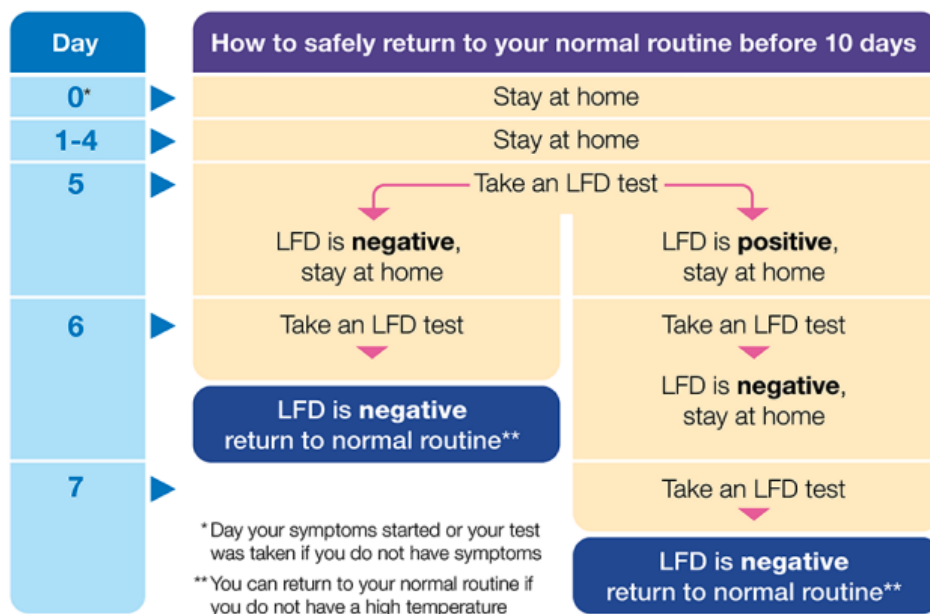 Day
How to safely return to your normal routine before 10 days
0*
Stay at home
1-4
Stay at home
5
Take an LFD test
LFD is negative,
stay at home
LFD is positive,
stay at home
6
Take an LFD test
Take an LFD test
LFD is negative
return to normal routine**
LFD is negative,
stay at home
7
Take an LFD test
LFD is negative
return to normal routine**
* Day your symptoms started or your test
was taken if you do not have symptoms
** You can return to your normal routine if
you do not have a high temperature